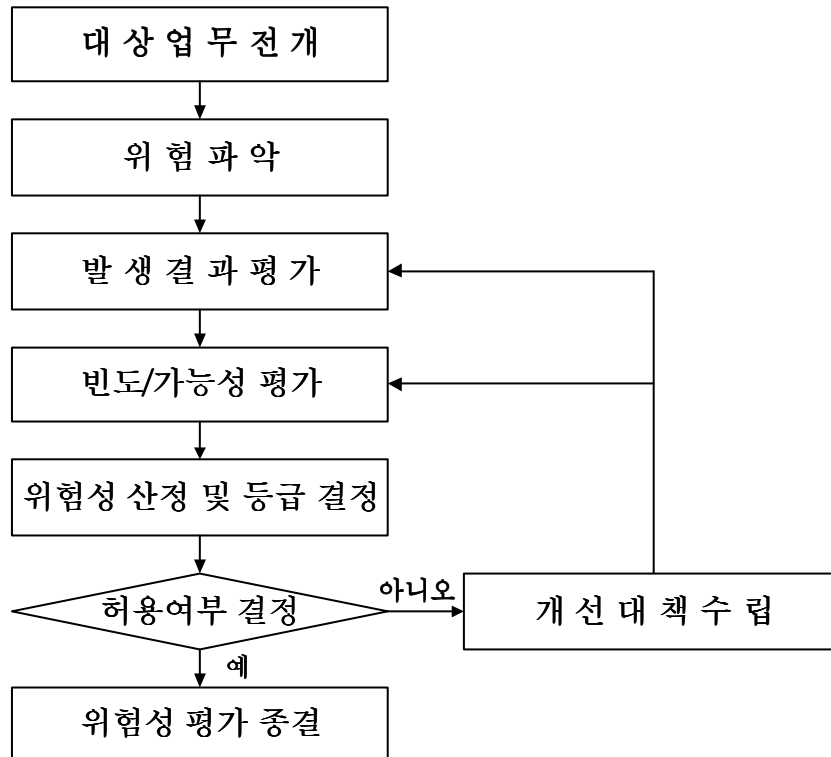 대 상 업 무 전 개
위 험 파 악
발 생 결 과 평 가
빈도/가능성 평가
위험성 산정 및 등급 결정
허용여부 결정
아니오
개 선 대 책 수 립
예
위험성 평가 종결